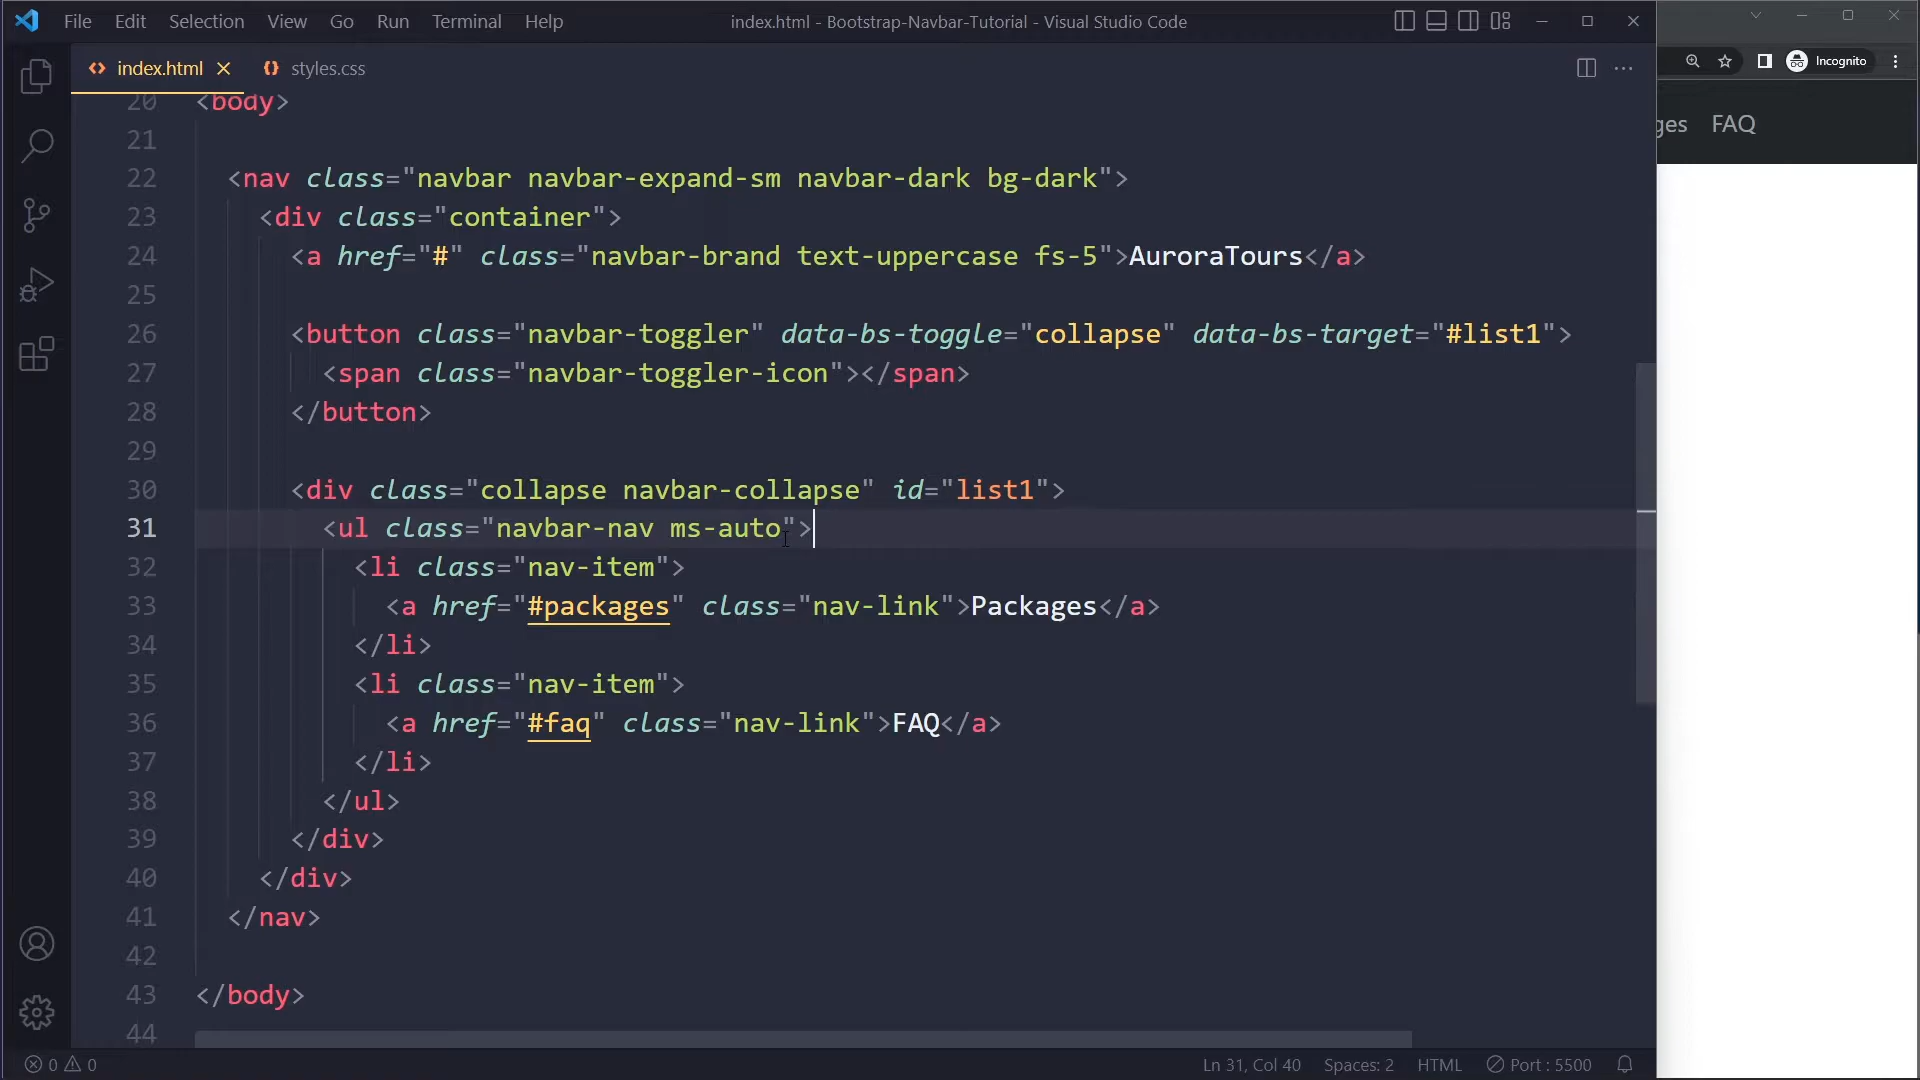 File Edit Selection View Go Run Terminal Help
index.html - Bootstrap-Navbar-Tutorial - Visual Studio Code
index.html
styles.css
Incognito
ges FAQ
20 <body>
21
22 <nav class="navbar navbar-expand-sm navbar-dark bg-dark">
23 <div class="container">
24 <a href="#" class="navbar-brand text-uppercase fs-5">AuroraTours</a>
25
26 <button class="navbar-toggler" data-bs-toggle="collapse" data-bs-target="#list1">
27 <span class="navbar-toggler-icon"></span>
28 </button>
29
30 <div class="collapse navbar-collapse" id="list1">
31 <ul class="navbar-nav ms-auto">
32 <li class="nav-item">
33 <a href="#packages" class="nav-link">Packages</a>
34 </li>
35 <li class="nav-item">
36 <a href="#faq" class="nav-link">FAQ</a>
37 </li>
38 </ul>
39 </div>
40 </div>
41 </nav>
42
43 </body>
44
0 0
Ln 31, Col 40 Spaces: 2 HTML Port : 5500